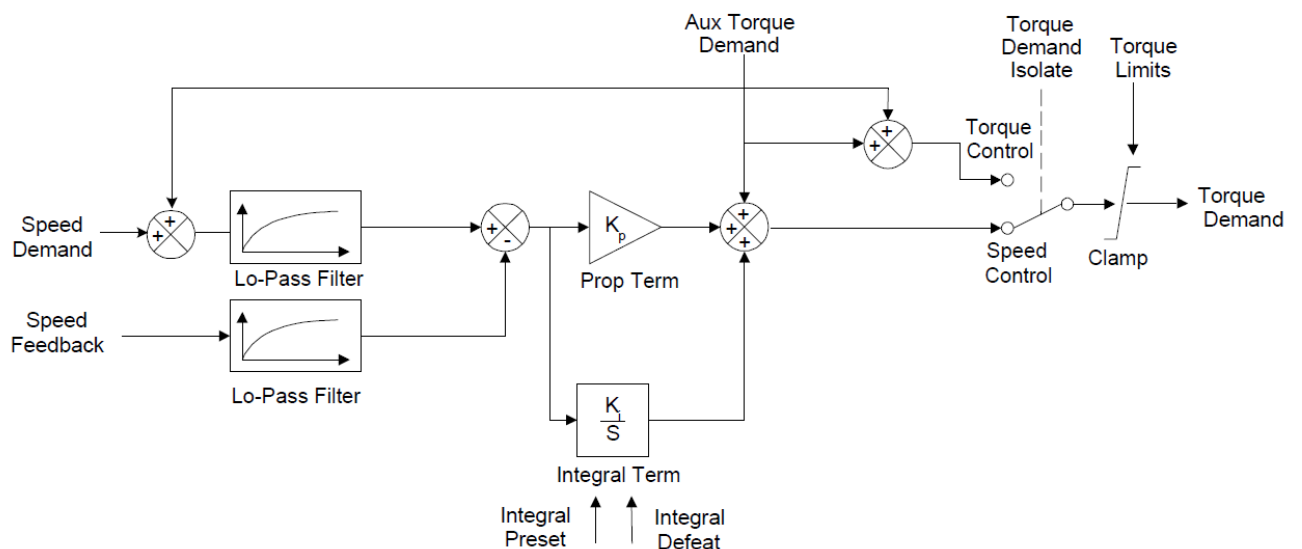 Aux Torque
Demand
Torque
Demand
Isolate
Torque
Limits
+
+
+
+
Torque
Control
Speed
Demand
Lo-Pass Filter
+
-
Kp
Prop Term
+
+
+
Speed
Control
Clamp
Torque
Demand
Speed
Feedback
Lo-Pass Filter
Ki
S
Integral Term
Integral
Preset
Integral
Defeat